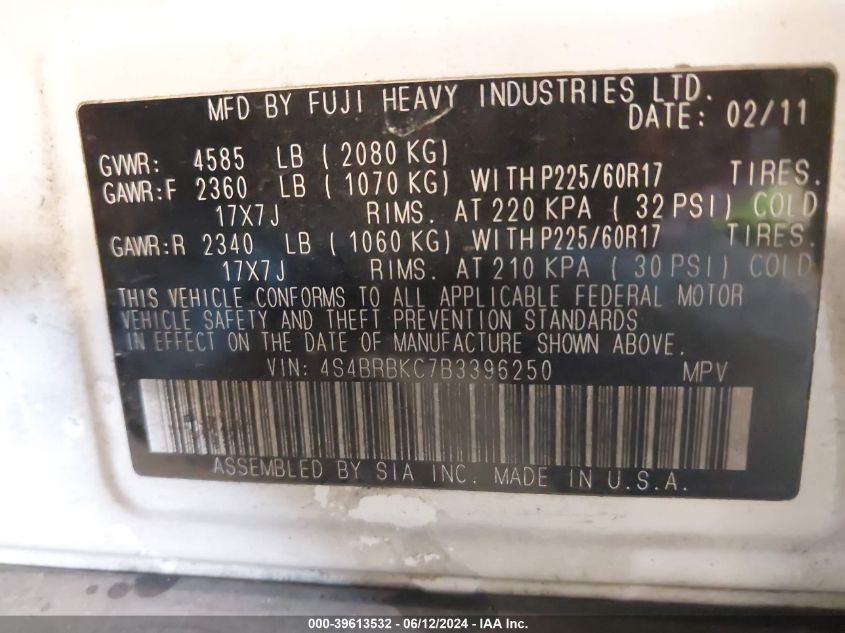 MFD BY FUJI HEAVY INDUSTRIES LTD.
DATE: 02/11
GVWR: 4585 LB ( 2080 KG)
GAWR:F 2360 LB ( 1070 KG) WITH P225/60R17 TIRES.
17X7J RIMS. AT 220 KPA ( 32 PSI) COLD
GAWR:R 2340 LB ( 1060 KG) WITH P225/60R17 TIRES.
17X7J RIMS. AT 210 KPA ( 30 PSI) COLD
THIS VEHICLE CONFORMS TO ALL APPLICABLE FEDERAL MOTOR
VEHICLE SAFETY AND THEFT PREVENTION STANDARDS
IN EFFECT ON THE DATE OF MANUFACTURE SHOWN ABOVE.
VIN: 4S4BRBKC7B3396250 MPV
ASSEMBLED BY SIA INC. MADE IN U.S.A.
000-39613532 - 06/12/2024 - IAA Inc.